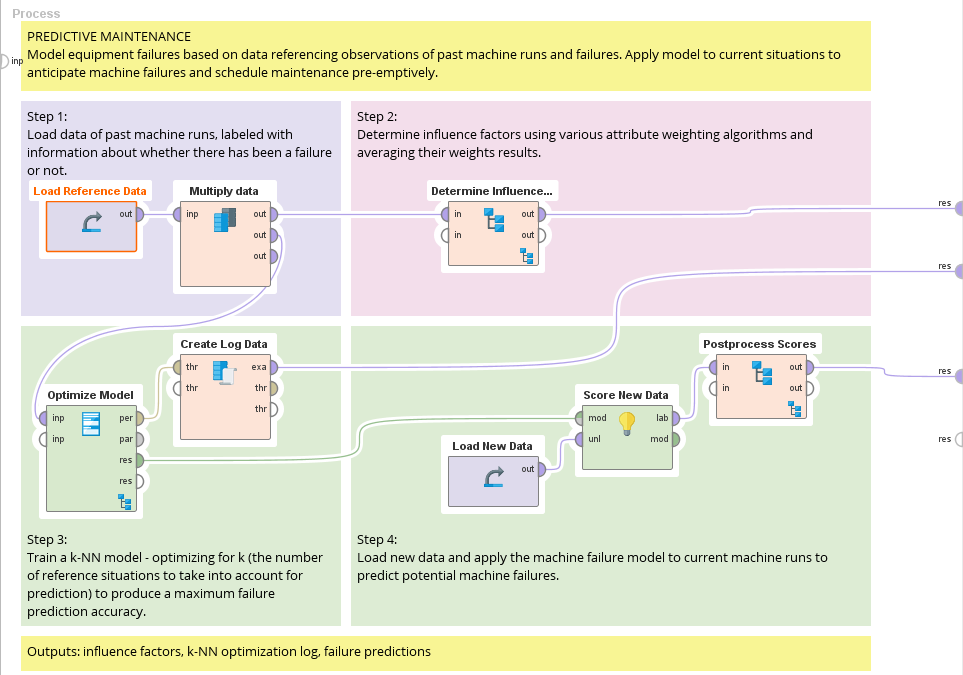 Process
PREDICTIVE MAINTENANCE
Model equipment failures based on data referencing observations of past machine runs and failures. Apply model to current situations to
anticipate machine failures and schedule maintenance pre-emptively.
inp
Step 1:
Load data of past machine runs, labeled with
information about whether there has been a failure
or not.
Load Reference Data
out
Multiply data
inp
out
out
out
Step 2:
Determine influence factors using various attribute weighting algorithms and
averaging their weights results.
Determine Influence...
in
out
in
out
res
res
Create Log Data
thr
exa
thr
thr
thr
Optimize Model
inp
per
inp
par
res
res
Step 3:
Train a k-NN model - optimizing for k (the number
of reference situations to take into account for
prediction) to produce a maximum failure
prediction accuracy.
Postprocess Scores
in
out
in
out
res
Score New Data
mod
lab
unl
mod
res
Load New Data
out
Step 4:
Load new data and apply the machine failure model to current machine runs to
predict potential machine failures.
Outputs: influence factors, k-NN optimization log, failure predictions